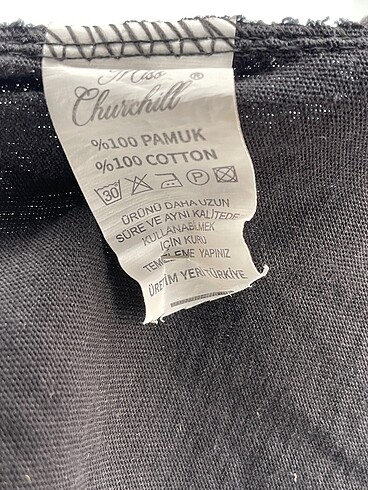 Miss
Churchill®
%100 PAMUK
%100 COTTON
30 P
ÜRÜNÜ DAHA UZUN
SÜRE VE AYNI KALİTEDE
KULLANABİLMEK
İÇİN KURU
TEMİZLEME YAPINIZ
ÜRETİM YERİ TÜRKİYE